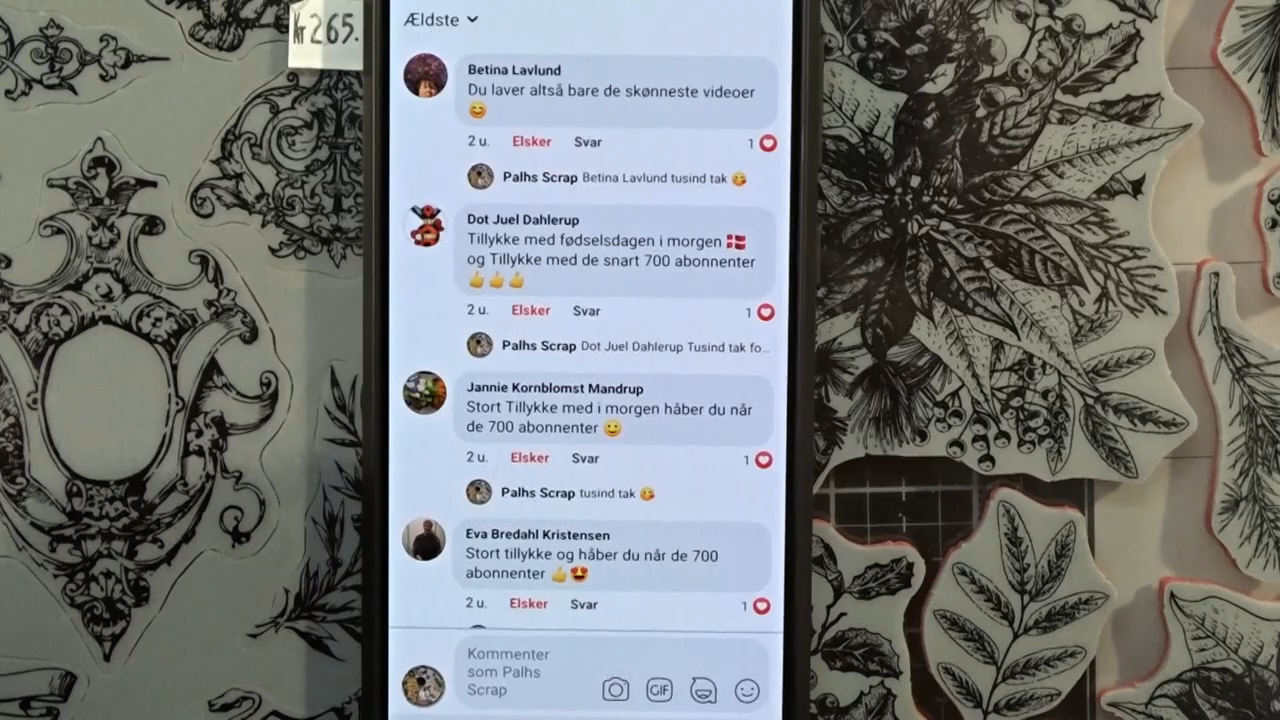 kr 265.
Ældste
Betina Lavlund
Du laver altså bare de skønneste videoer
😊
2 u. Elsker Svar 1
Palhs Scrap Betina Lavlund tusind tak 😘
Dot Juel Dahlerup
Tillykke med fødselsdagen i morgen 🇩🇰
og Tillykke med de snart 700 abonnenter
👍👍👍
2 u. Elsker Svar 1
Palhs Scrap Dot Juel Dahlerup Tusind tak fo...
Jannie Kornblomst Mandrup
Stort Tillykke med i morgen håber du når
de 700 abonnenter 😀
2 u. Elsker Svar 1
Palhs Scrap tusind tak 😘
Eva Bredahl Kristensen
Stort tillykke og håber du når de 700
abonnenter 👍😍
2 u. Elsker Svar 1
Kommenter
som Palhs
Scrap
GIF